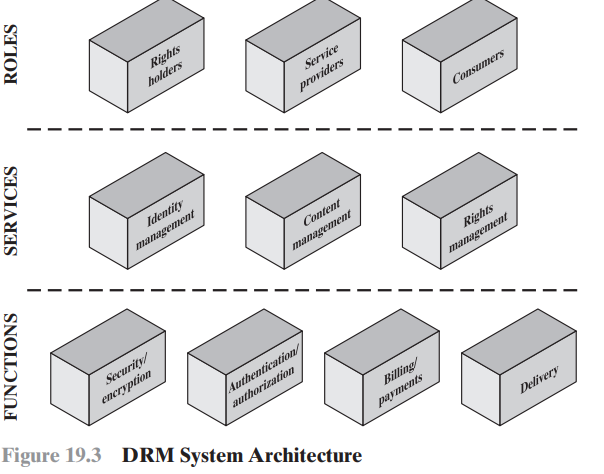 ROLES
Rights
holders
Service
providers
Consumers
SERVICES
Identity
management
Content
management
Rights
management
FUNCTIONS
Security/
encryption
Authentication/
authorization
Billing/
payments
Delivery
Figure 19.3 DRM System Architecture